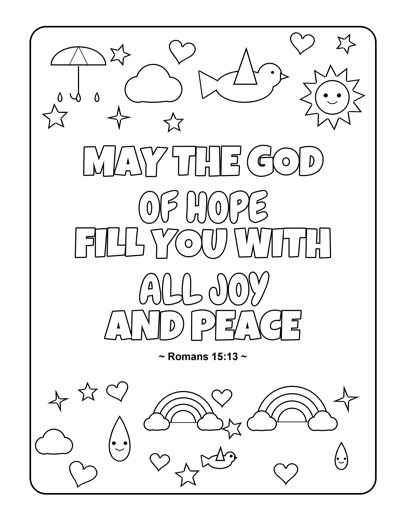 MAY THE GOD
OF HOPE
FILL YOU WITH
ALL JOY
AND PEACE
~ Romans 15:13 ~